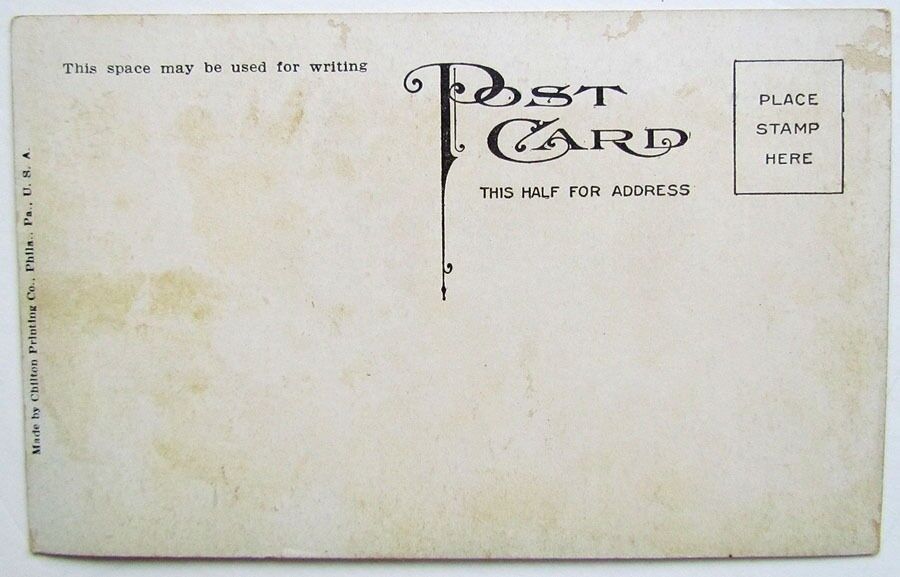 This space may be used for writing
POST
CARD
THIS HALF FOR ADDRESS
PLACE
STAMP
HERE
Made by Chilton Printing Co., Phila., Pa., U. S. A.